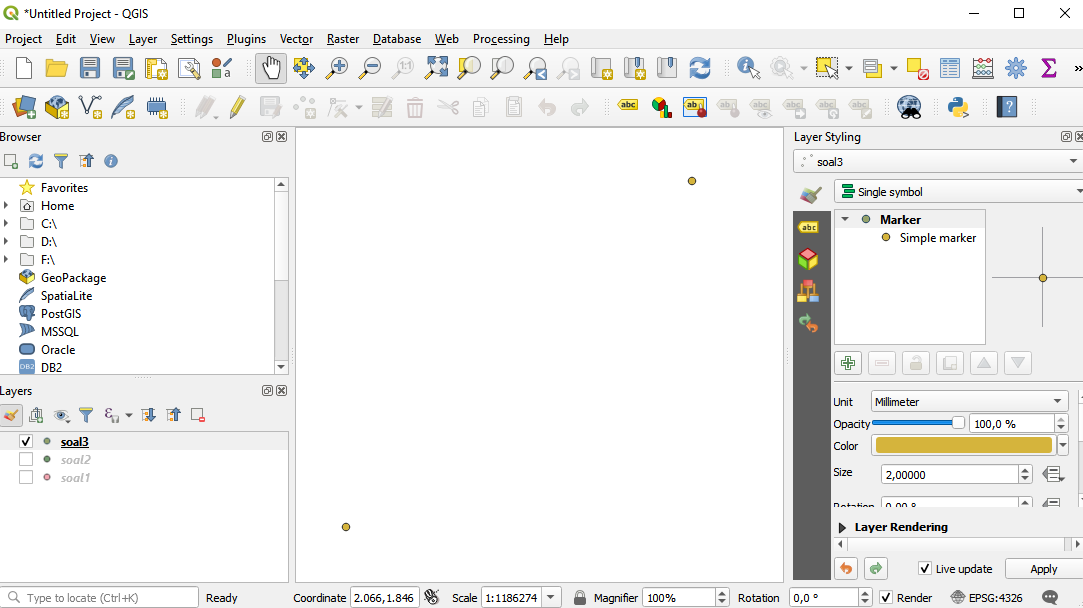 *Untitled Project - QGIS
Project Edit View Layer Settings Plugins Vector Raster Database Web Processing Help
abc
Browser
Favorites
Home
C:\
D:\
F:\
GeoPackage
SpatiaLite
PostGIS
MSSQL
Oracle
DB2 DB2
Layers
soal3
soal2
soal1
Layer Styling
soal3
Single symbol
abc
Marker
Simple marker
Unit Millimeter
Opacity 100,0 %
Color
Size 2,00000
Rotation 0,00 °
Layer Rendering
Live update Apply
Type to locate (Ctrl+K) Ready Coordinate 2.066,1.846 Scale 1:1186274 Magnifier 100% Rotation 0,0 ° Render EPSG:4326